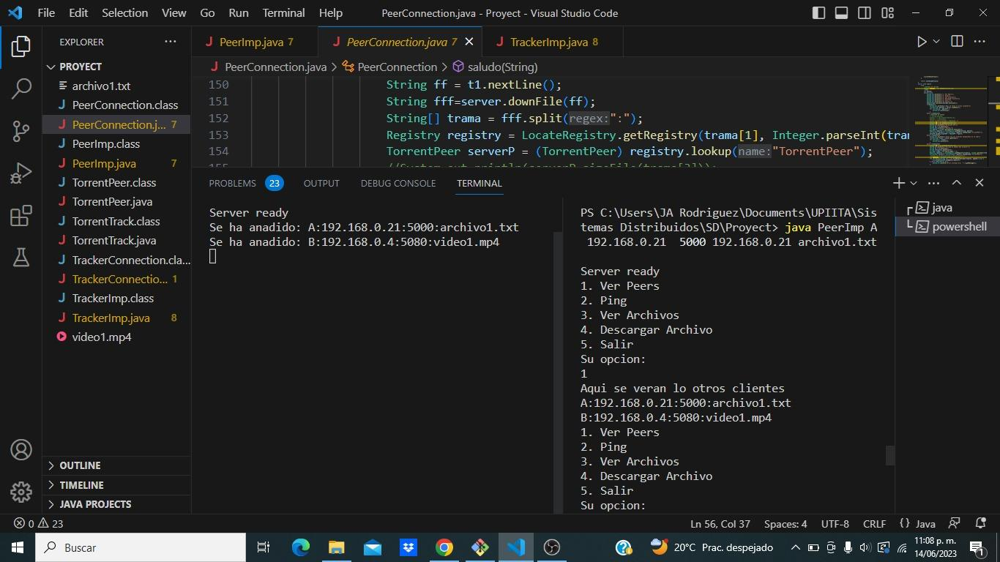 File Edit Selection View Go Run Terminal Help PeerConnection.java - Proyect - Visual Studio Code
EXPLORER
PROYECT
archivo1.txt
PeerConnection.class
PeerConnection.j... 7
PeerImp.class
PeerImp.java 7
TorrentPeer.class
TorrentPeer.java
TorrentTrack.class
TorrentTrack.java
TrackerConnection.cla...
TrackerConnectio... 1
TrackerImp.class
TrackerImp.java 8
video1.mp4
OUTLINE
TIMELINE
JAVA PROJECTS
PeerImp.java 7 PeerConnection.java 7 TrackerImp.java 8
PeerConnection.java > PeerConnection > saludo(String)
150 String ff = t1.nextLine();
151 String fff=server.downFile(ff);
152 String[] trama = fff.split(regex:":");
153 Registry registry = LocateRegistry.getRegistry(trama[1], Integer.parseInt(tran
154 TorrentPeer serverP = (TorrentPeer) registry.lookup(name:"TorrentPeer");
PROBLEMS 23 OUTPUT DEBUG CONSOLE TERMINAL
Server ready
Se ha anadido: A:192.168.0.21:5000:archivo1.txt
Se ha anadido: B:192.168.0.4:5080:video1.mp4
PS C:\Users\JA Rodriguez\Documents\UPIITA\Sis
temas Distribuidos\SD\Proyect> java PeerImp A
192.168.0.21  5000 192.168.0.21 archivo1.txt
Server ready
1. Ver Peers
2. Ping
3. Ver Archivos
4. Descargar Archivo
5. Salir
Su opcion:
1
Aqui se veran lo otros clientes
A:192.168.0.21:5000:archivo1.txt
B:192.168.0.4:5080:video1.mp4
1. Ver Peers
2. Ping
3. Ver Archivos
4. Descargar Archivo
5. Salir
Su opcion:
java
powershell
0 23 Ln 56, Col 37 Spaces: 4 UTF-8 CRLF {} Java
Buscar 20°C Prac. despejado 11:08 p. m.
14/06/2023
1